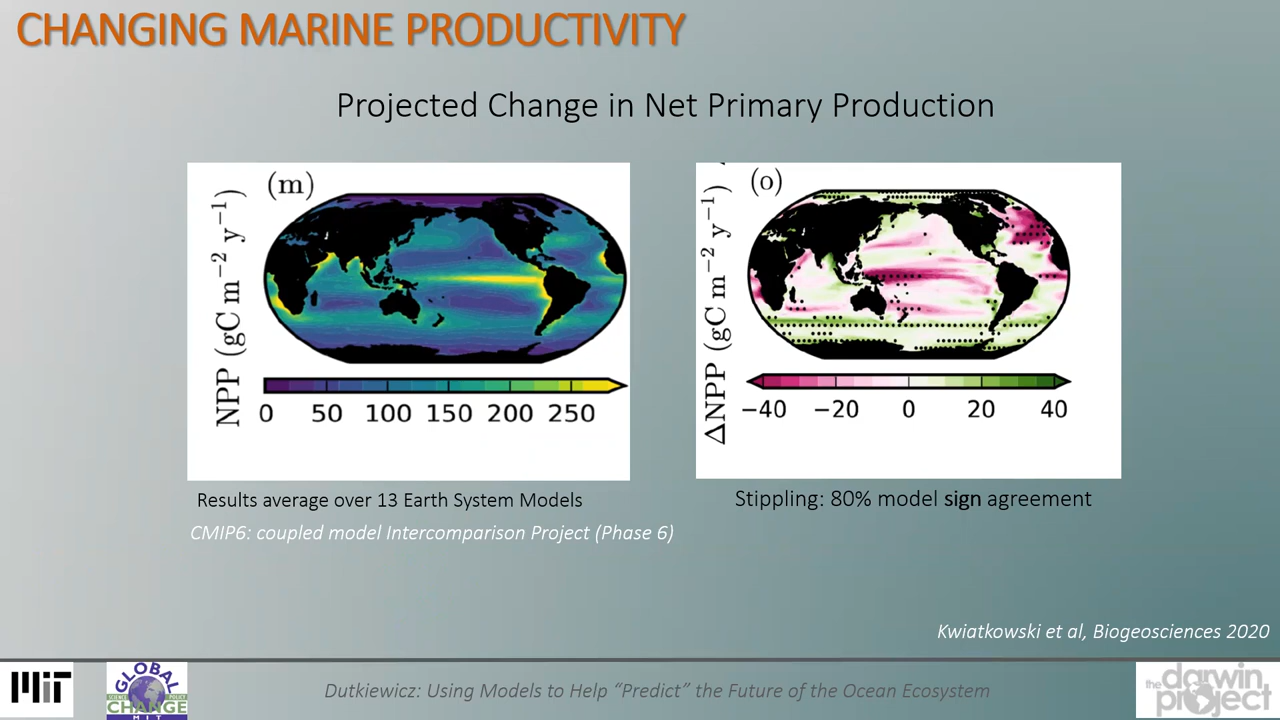 CHANGING MARINE PRODUCTIVITY
Projected Change in Net Primary Production
(m)
NPP (gC m−2 y−1)
0 50 100 150 200 250
(o)
ΔNPP (gC m−2 y−1)
−40 −20 0 20 40
Results average over 13 Earth System Models
CMIP6: coupled model Intercomparison Project (Phase 6)
Stippling: 80% model sign agreement
Kwiatkowski et al, Biogeosciences 2020
MIT
GLOBAL
SCIENCE POLICY
CHANGE
MIT
Dutkiewicz: Using Models to Help “Predict” the Future of the Ocean Ecosystem
the darwin
project